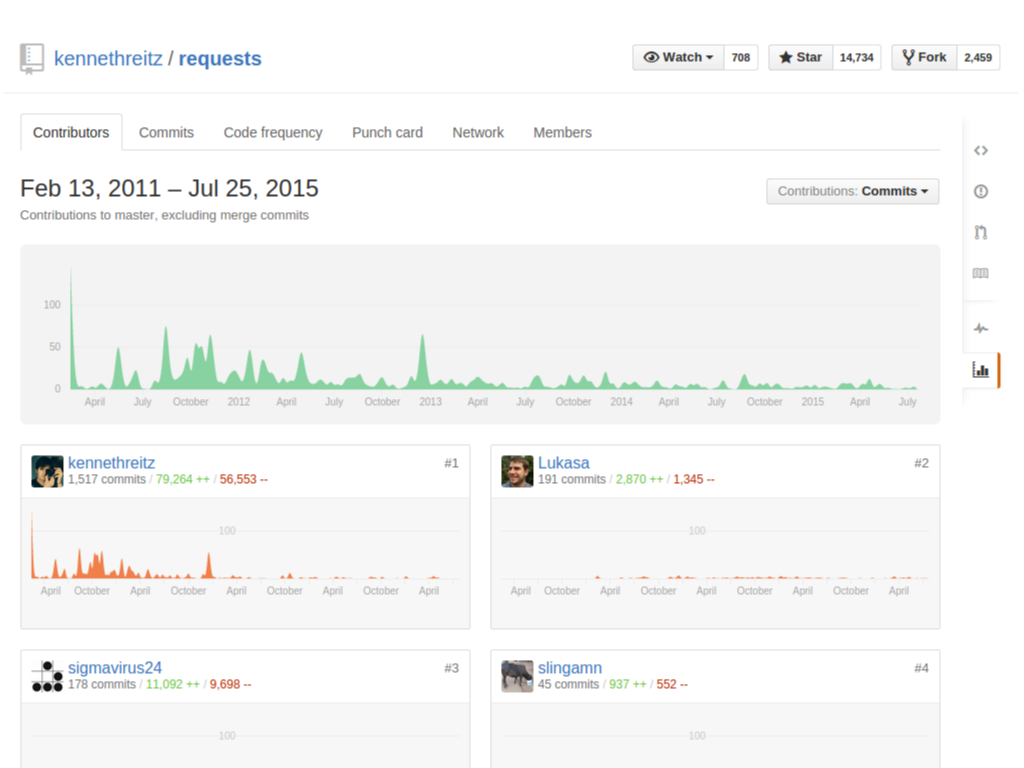 kennethreitz / requests
Watch 708 Star 14,734 Fork 2,459
Contributors Commits Code frequency Punch card Network Members
Feb 13, 2011 – Jul 25, 2015
Contributions: Commits
Contributions to master, excluding merge commits
100
50
0
April July October 2012 April July October 2013 April July October 2014 April July October 2015 April July
kennethreitz #1
1,517 commits / 79,264 ++ / 56,553 --
100
April October April October April October April October April
Lukasa #2
191 commits / 2,870 ++ / 1,345 --
100
April October April October April October April October April
sigmavirus24 #3
178 commits / 11,092 ++ / 9,698 --
100
slingamn #4
45 commits / 937 ++ / 552 --
100